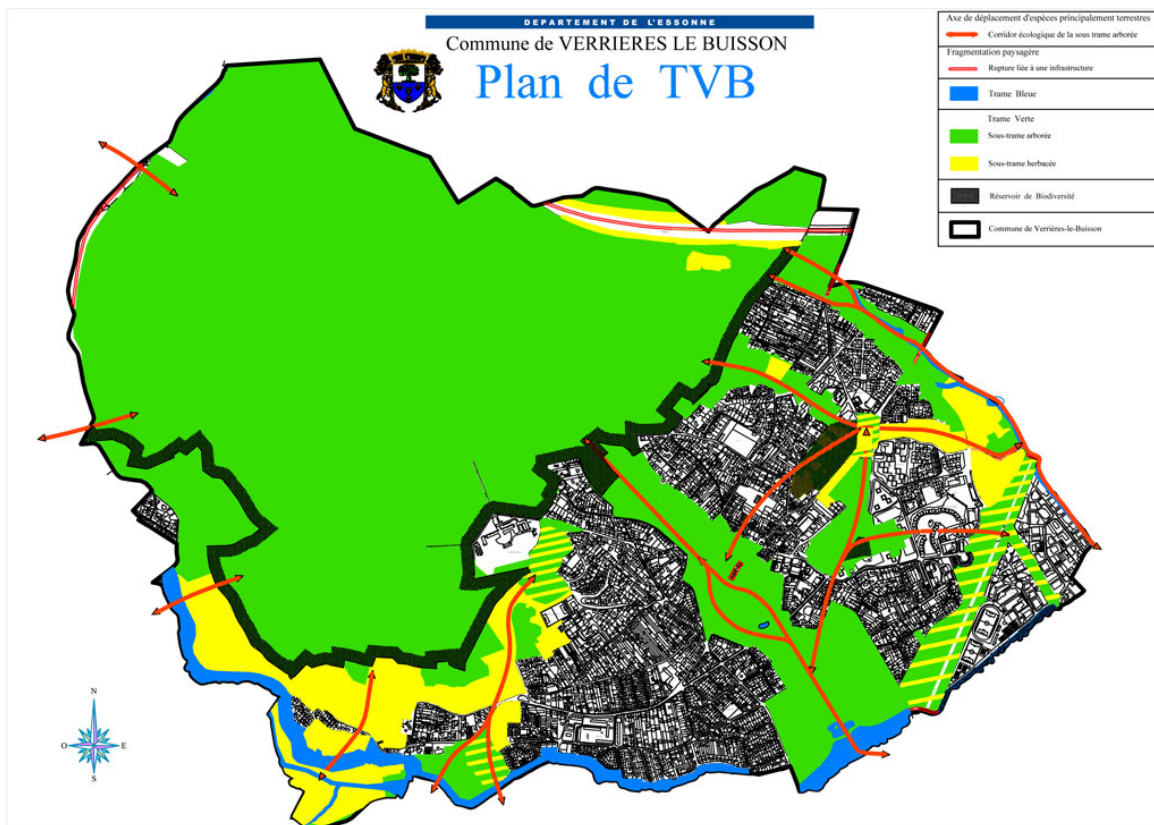 DEPARTEMENT DE L'ESSONNE
Commune de VERRIERES LE BUISSON
Plan de TVB
Axe de déplacement d'espèces principalement terrestres
Corridor écologique de la sous trame arborée
Fragmentation paysagère
Rupture liée à une infrastructure
Trame Bleue
Trame Verte
Sous-trame arborée
Sous-trame herbacée
Réservoir de Biodiversité
Commune de Verrières-le-Buisson
N
O
E
S